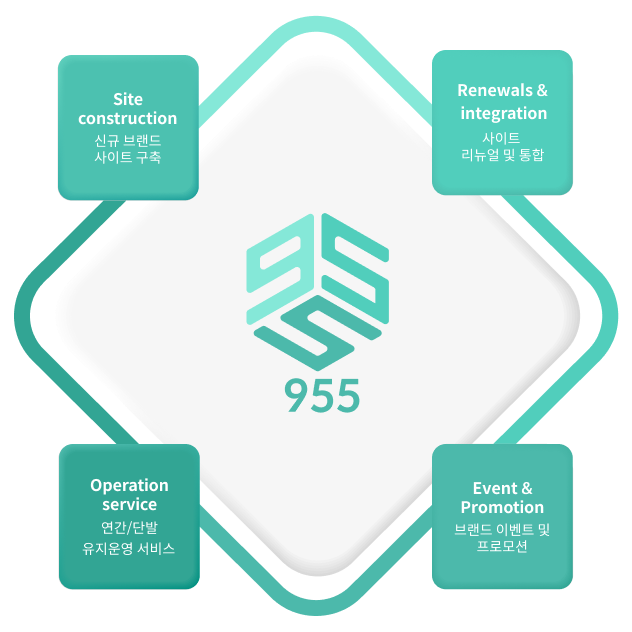 Site
construction
신규 브랜드
사이트 구축
Renewals &
integration
사이트
리뉴얼 및 통합
955
Operation
service
연간/단발
유지운영 서비스
Event &
Promotion
브랜드 이벤트 및
프로모션